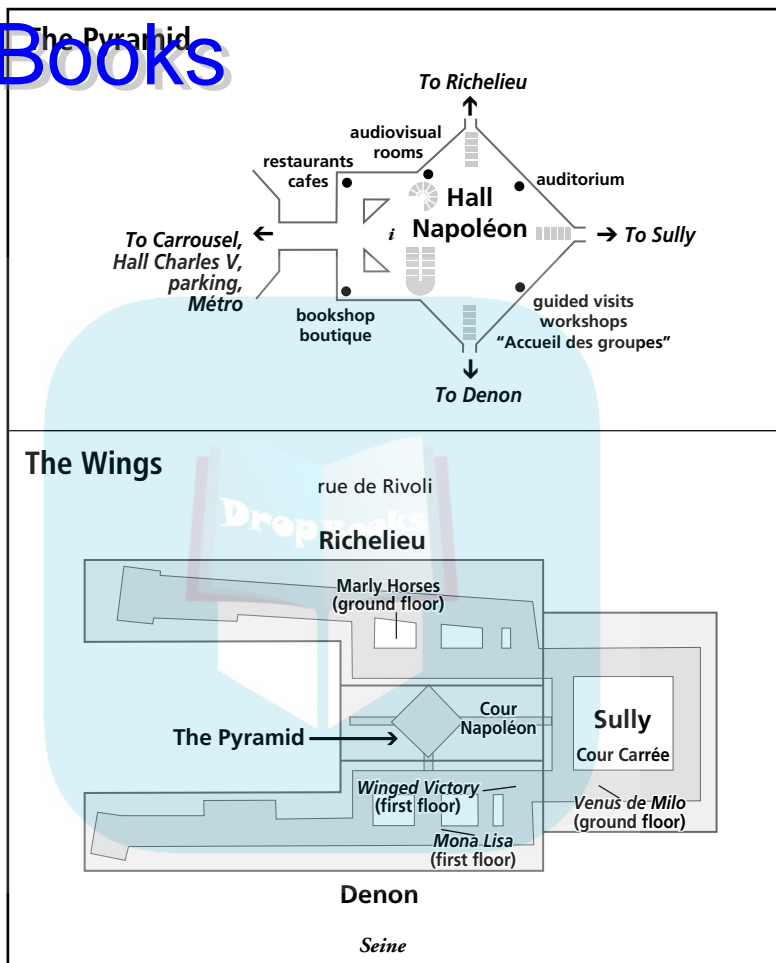 The Pyramid
Books
To Richelieu
audiovisual
rooms
restaurants
cafes
auditorium
Hall
Napoléon
i
To Sully
To Carrousel,
Hall Charles V,
parking,
Métro
bookshop
boutique
guided visits
workshops
“Accueil des groupes”
To Denon
The Wings
rue de Rivoli
DropBooks
Richelieu
Marly Horses
(ground floor)
Cour
Napoléon
The Pyramid
Sully
Cour Carrée
Winged Victory
(first floor)
Venus de Milo
(ground floor)
Mona Lisa
(first floor)
Denon
Seine